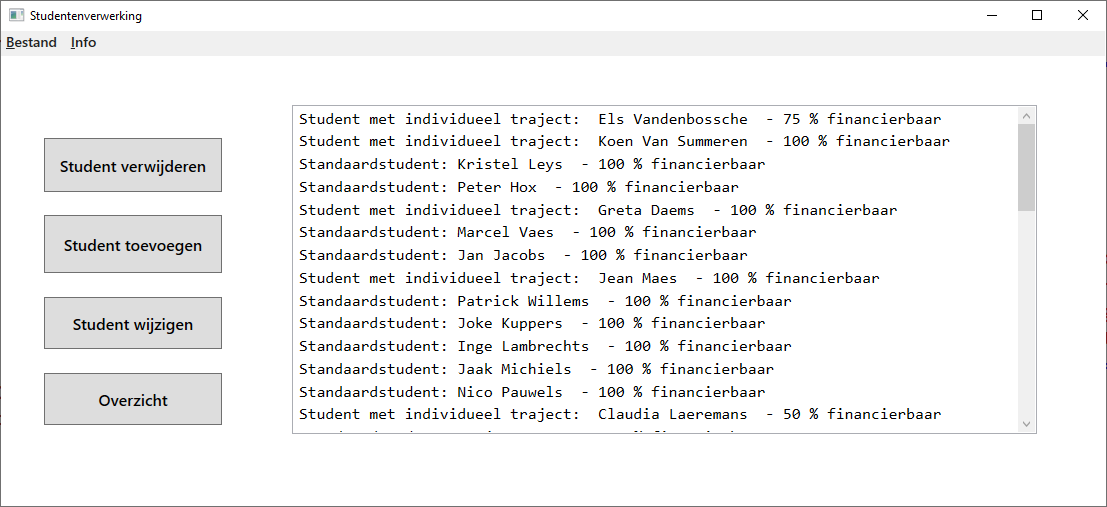 Studentenverwerking
Bestand Info
Student verwijderen
Student toevoegen
Student wijzigen
Overzicht
Student met individueel traject:  Els Vandenbossche  - 75 % financierbaar
Student met individueel traject:  Koen Van Summeren  - 100 % financierbaar
Standaardstudent: Kristel Leys  - 100 % financierbaar
Standaardstudent: Peter Hox  - 100 % financierbaar
Student met individueel traject:  Greta Daems  - 100 % financierbaar
Standaardstudent: Marcel Vaes  - 100 % financierbaar
Standaardstudent: Jan Jacobs  - 100 % financierbaar
Student met individueel traject:  Jean Maes  - 100 % financierbaar
Standaardstudent: Patrick Willems  - 100 % financierbaar
Standaardstudent: Joke Kuppers  - 100 % financierbaar
Standaardstudent: Inge Lambrechts  - 100 % financierbaar
Standaardstudent: Jaak Michiels  - 100 % financierbaar
Standaardstudent: Nico Pauwels  - 100 % financierbaar
Student met individueel traject:  Claudia Laeremans  - 50 % financierbaar